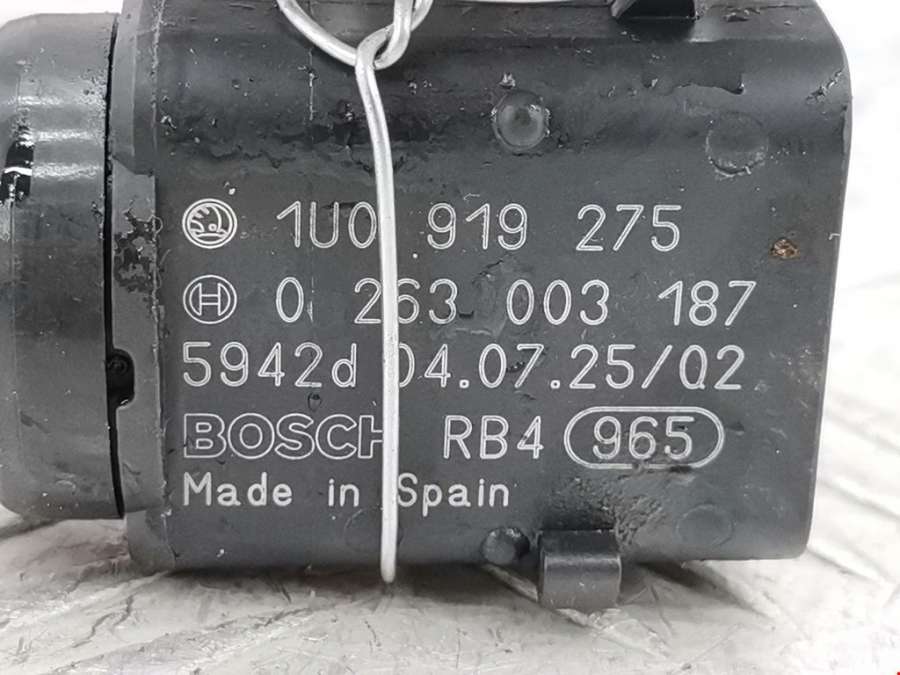 1U0 919 275
0 263 003 187
5942d 04.07.25/02
BOSCH RB4 965
Made in Spain